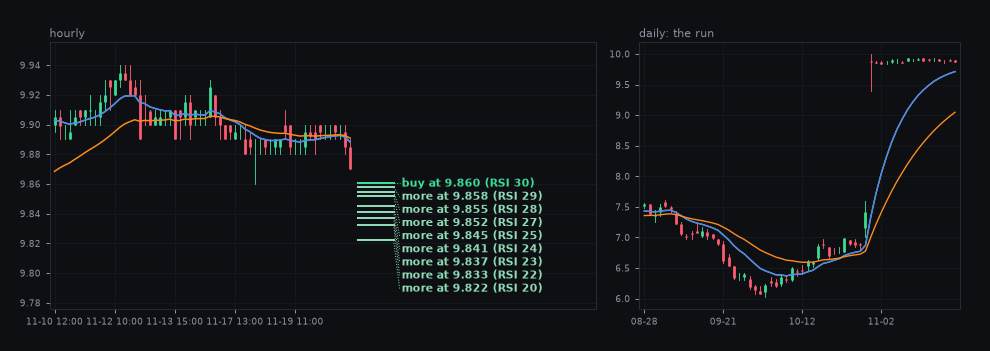 hourly
9.94
9.92
9.90
9.88
9.86
9.84
9.82
9.80
9.78
11-10 12:00 11-12 10:00 11-13 15:00 11-17 13:00 11-19 11:00
buy at 9.860 (RSI 30)
more at 9.858 (RSI 29)
more at 9.855 (RSI 28)
more at 9.852 (RSI 27)
more at 9.845 (RSI 25)
more at 9.841 (RSI 24)
more at 9.837 (RSI 23)
more at 9.833 (RSI 22)
more at 9.822 (RSI 20)
daily: the run
10.0
9.5
9.0
8.5
8.0
7.5
7.0
6.5
6.0
08-28 09-21 10-12 11-02